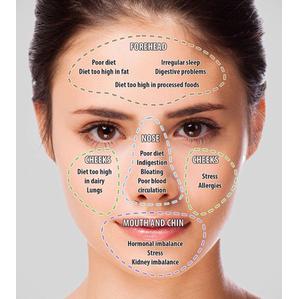 FOREHEAD
Poor diet
Diet too high in fat
Irregular sleep
Digestive problems
Diet too high in processed foods
NOSE
Poor diet
Indigestion
Bloating
Poor blood
circulation
CHEEKS
Diet too high
in dairy
Lungs
CHEEKS
Stress
Allergies
MOUTH AND CHIN
Hormonal imbalance
Stress
Kidney imbalance